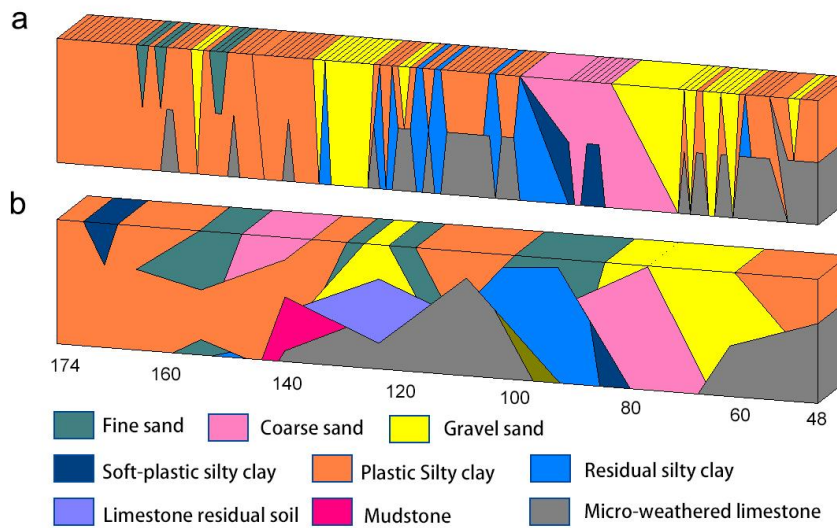 a
b
174
160
140
120
100
80
60
48
Fine sand
Coarse sand
Gravel sand
Soft-plastic silty clay
Plastic Silty clay
Residual silty clay
Limestone residual soil
Mudstone
Micro-weathered limestone